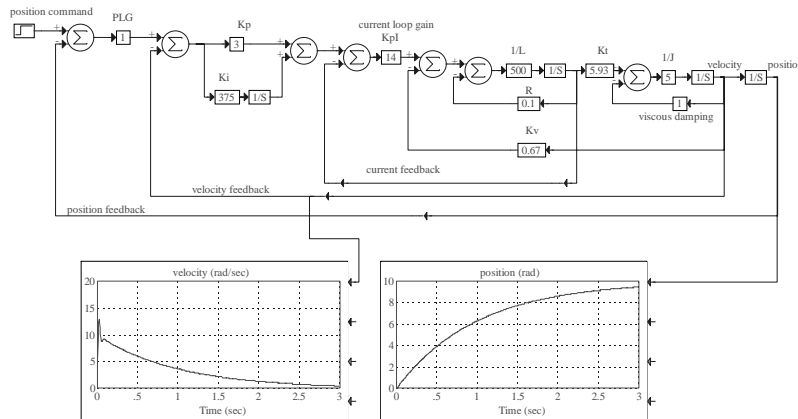 position command
PLG
1
Kp
3
Ki
375
1/S
current loop gain
KpI
14
1/L
500
1/S
R
0.1
Kv
0.67
Kt
5.93
1/J
5
1/S
velocity
1/S
positio
1
viscous damping
current feedback
velocity feedback
position feedback
velocity (rad/sec)
20
15
10
5
0
0 .5 1 1.5 2 2.5 3
Time (sec)
position (rad)
10
8
6
4
2
0
0 .5 1 1.5 2 2.5 3
Time (sec)